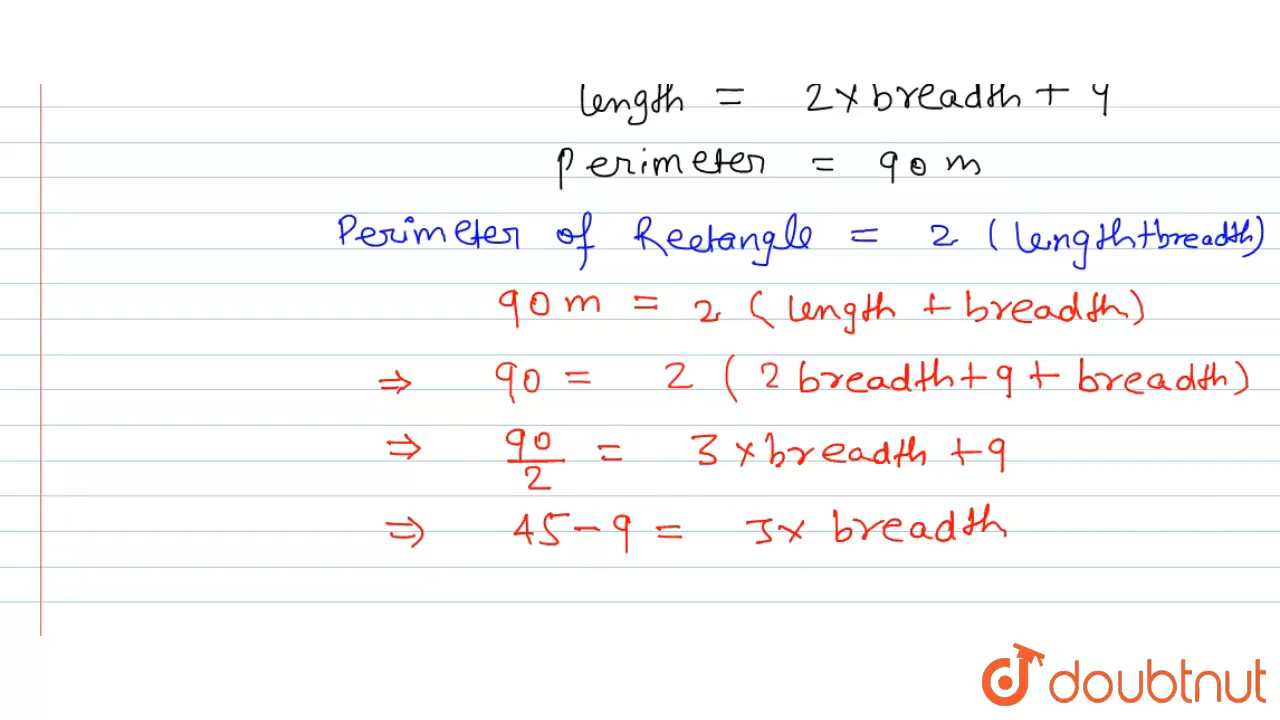 length = 2 × breadth + 9
Perimeter = 90 m
Perimeter of Rectangle = 2 (length + breadth)
90 m = 2 (length + breadth)
⇒ 90 = 2 (2 breadth + 9 + breadth)
⇒ 90/2 = 3 × breadth + 9
⇒ 45 - 9 = 3 × breadth
doubtnut